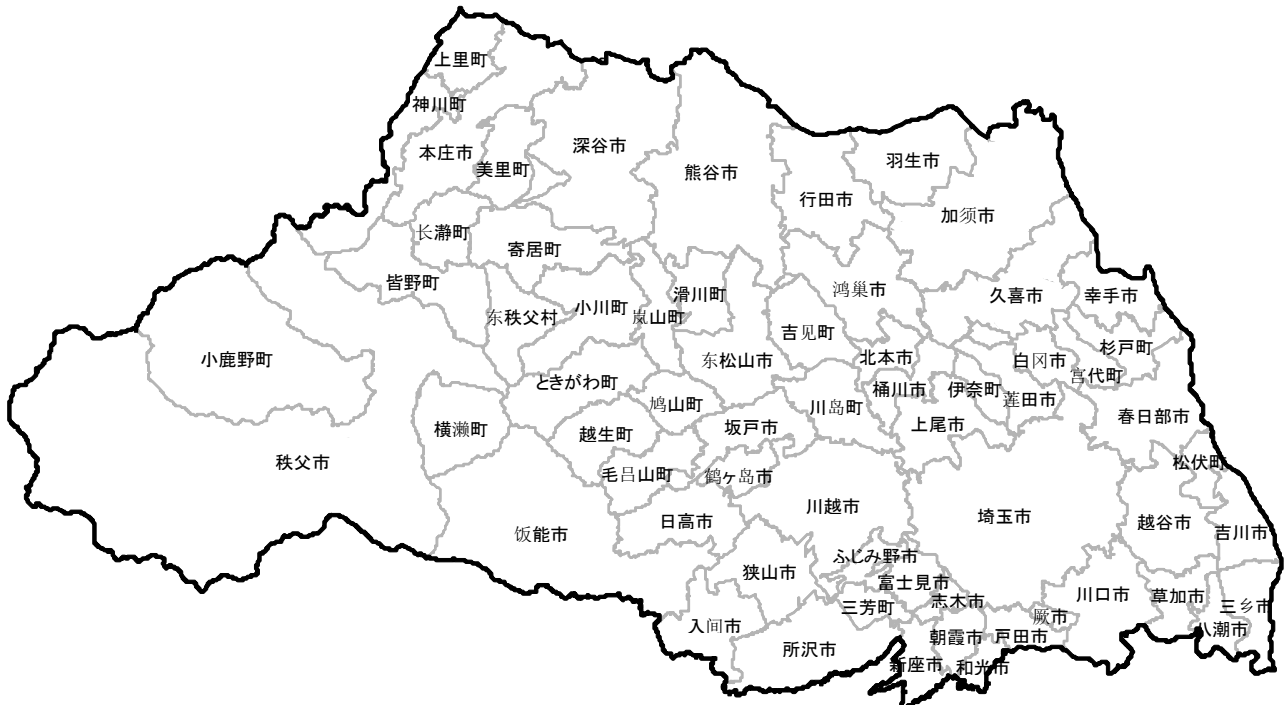 上里町
神川町
本庄市
美里町
深谷市
熊谷市
行田市
羽生市
加须市
长瀞町
寄居町
皆野町
东秩父村
小川町
岚山町
滑川町
鸿巢市
久喜市
幸手市
吉见町
小鹿野町
东松山市
北本市
白冈市
杉戸町
宫代町
ときがわ町
鸠山町
川岛町
桶川市
伊奈町
莲田市
横濑町
越生町
坂戸市
上尾市
春日部市
秩父市
毛吕山町
鹤ヶ岛市
松伏町
川越市
埼玉市
越谷市
吉川市
饭能市
日高市
ふじみ野市
狭山市
富士見市
三芳町
志木市
川口市
草加市
三乡市
入间市
朝霞市
戸田市
厥市
八潮市
所沢市
新座市
和光市